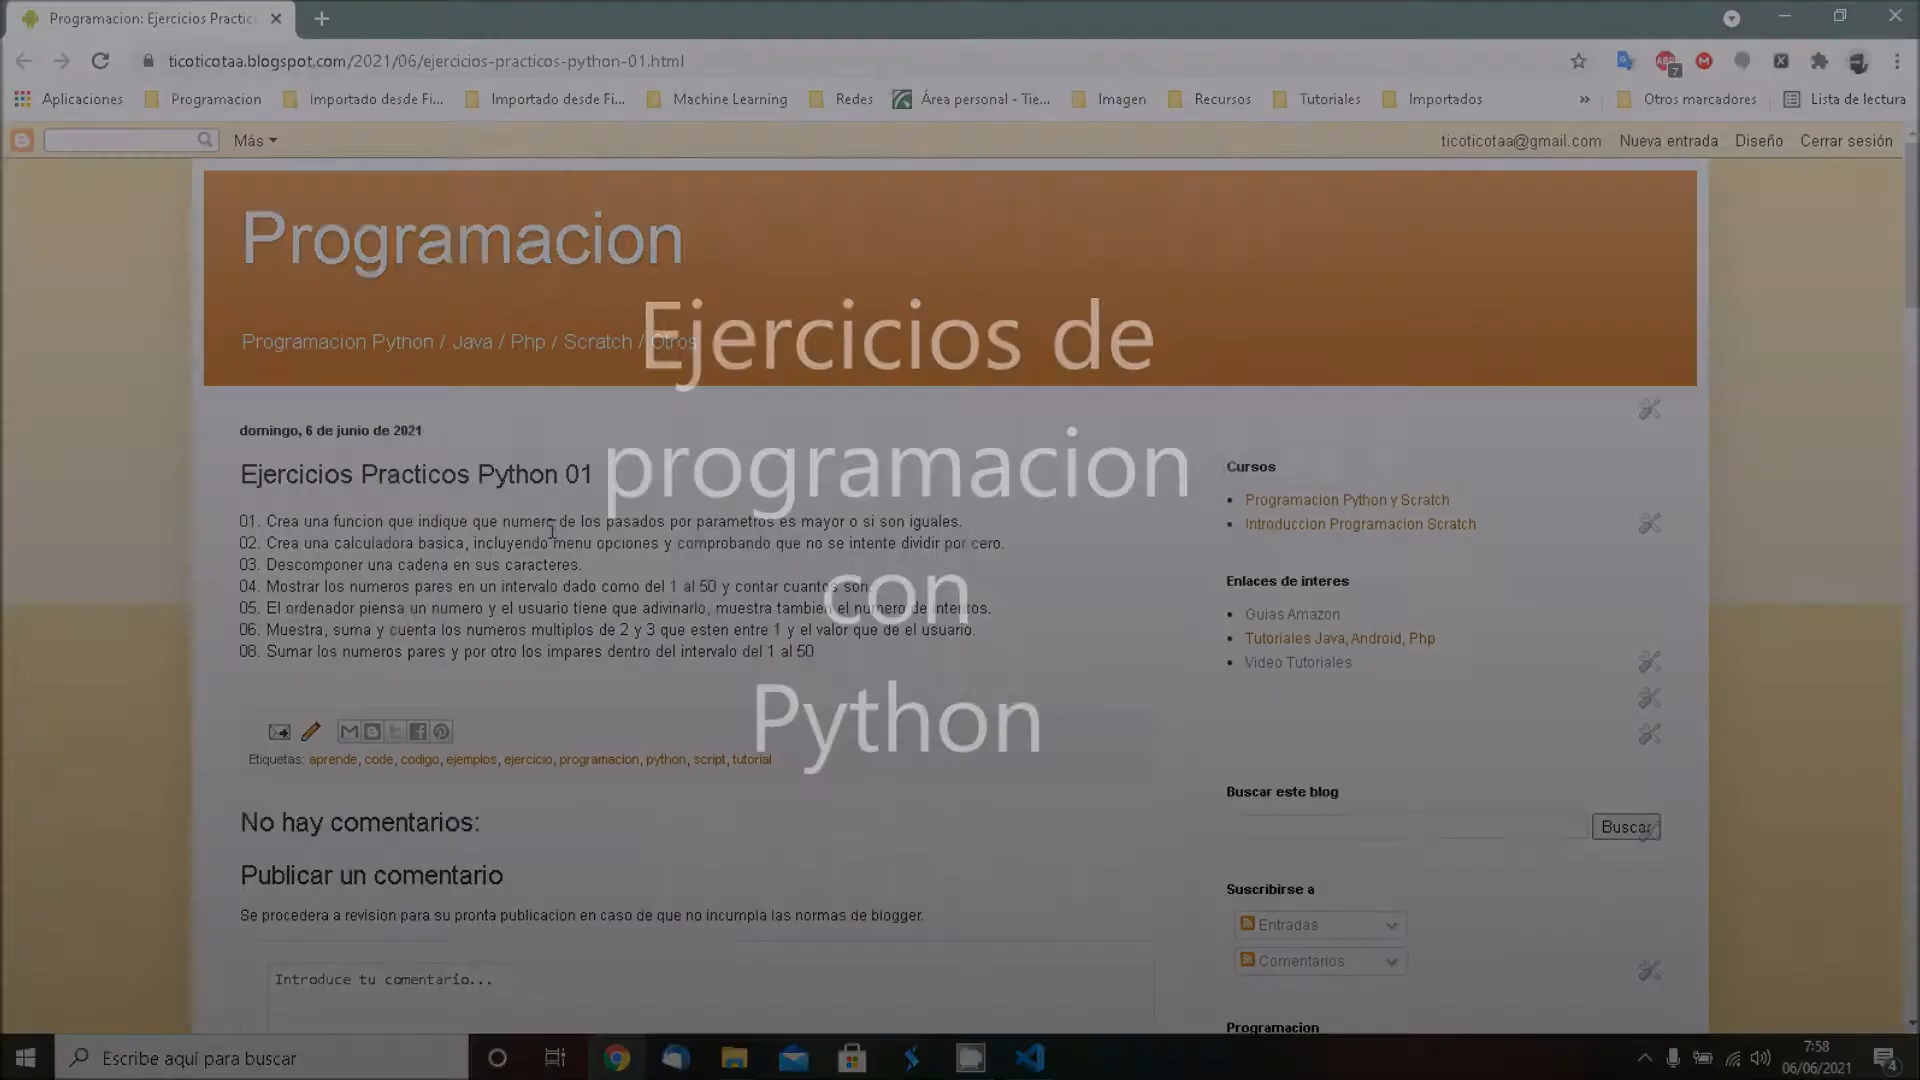 Programacion: Ejercicios Practic
ticoticotaa.blogspot.com/2021/06/ejercicios-practicos-python-01.html
7
Aplicaciones Programacion Importado desde Fi... Importado desde Fi... Machine Learning Redes Área personal - Tie... Imagen Recursos Tutoriales Importados » Otros marcadores Lista de lectura
Más ticoticotaa@gmail.com Nueva entrada Diseño Cerrar sesión
Programacion
Programacion Python / Java / Php / Scratch / Otros
Ejercicios de
programacion
con
Python
domingo, 6 de junio de 2021
Ejercicios Practicos Python 01
01. Crea una funcion que indique que numero de los pasados por parametros es mayor o si son iguales.
02. Crea una calculadora basica, incluyendo menu opciones y comprobando que no se intente dividir por cero.
03. Descomponer una cadena en sus caracteres.
04. Mostrar los numeros pares en un intervalo dado como del 1 al 50 y contar cuantos son.
05. El ordenador piensa un numero y el usuario tiene que adivinarlo, muestra tambien el numero de intentos.
06. Muestra, suma y cuenta los numeros multiplos de 2 y 3 que esten entre 1 y el valor que de el usuario.
08. Sumar los numeros pares y por otro los impares dentro del intervalo del 1 al 50
Etiquetas: aprende, code, codigo, ejemplos, ejercicio, programacion, python, script, tutorial
No hay comentarios:
Publicar un comentario
Se procedera a revision para su pronta publicacion en caso de que no incumpla las normas de blogger.
Introduce tu comentario...
Cursos
Programacion Python y Scratch
Introduccion Programacion Scratch
Enlaces de interes
Guias Amazon
Tutoriales Java, Android, Php
Video Tutoriales
Buscar este blog
Buscar
Suscribirse a
Entradas
Comentarios
Programacion
Escribe aquí para buscar
7:58
06/06/2021
4